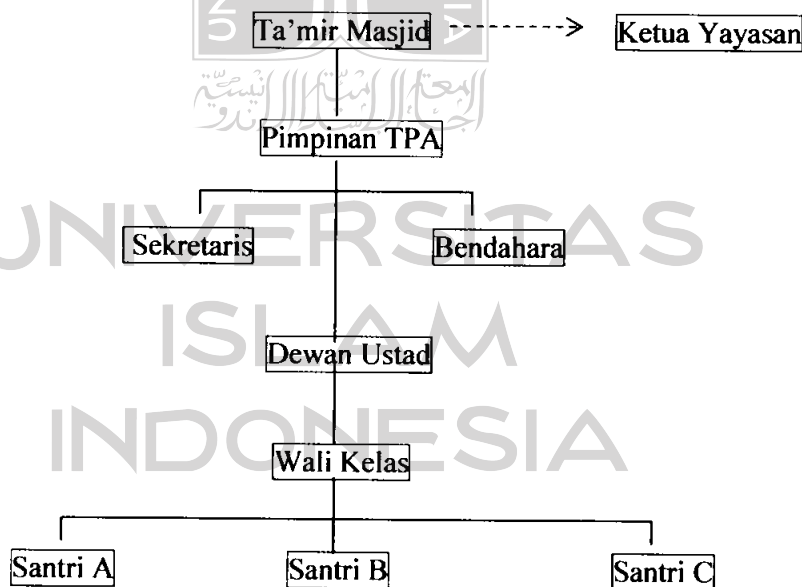 Ta'mir Masjid
Ketua Yayasan
Pimpinan TPA
Sekretaris
Bendahara
UNIVERSITAS
ISLAM
INDONESIA
Dewan Ustad
Wali Kelas
Santri A
Santri B
Santri C